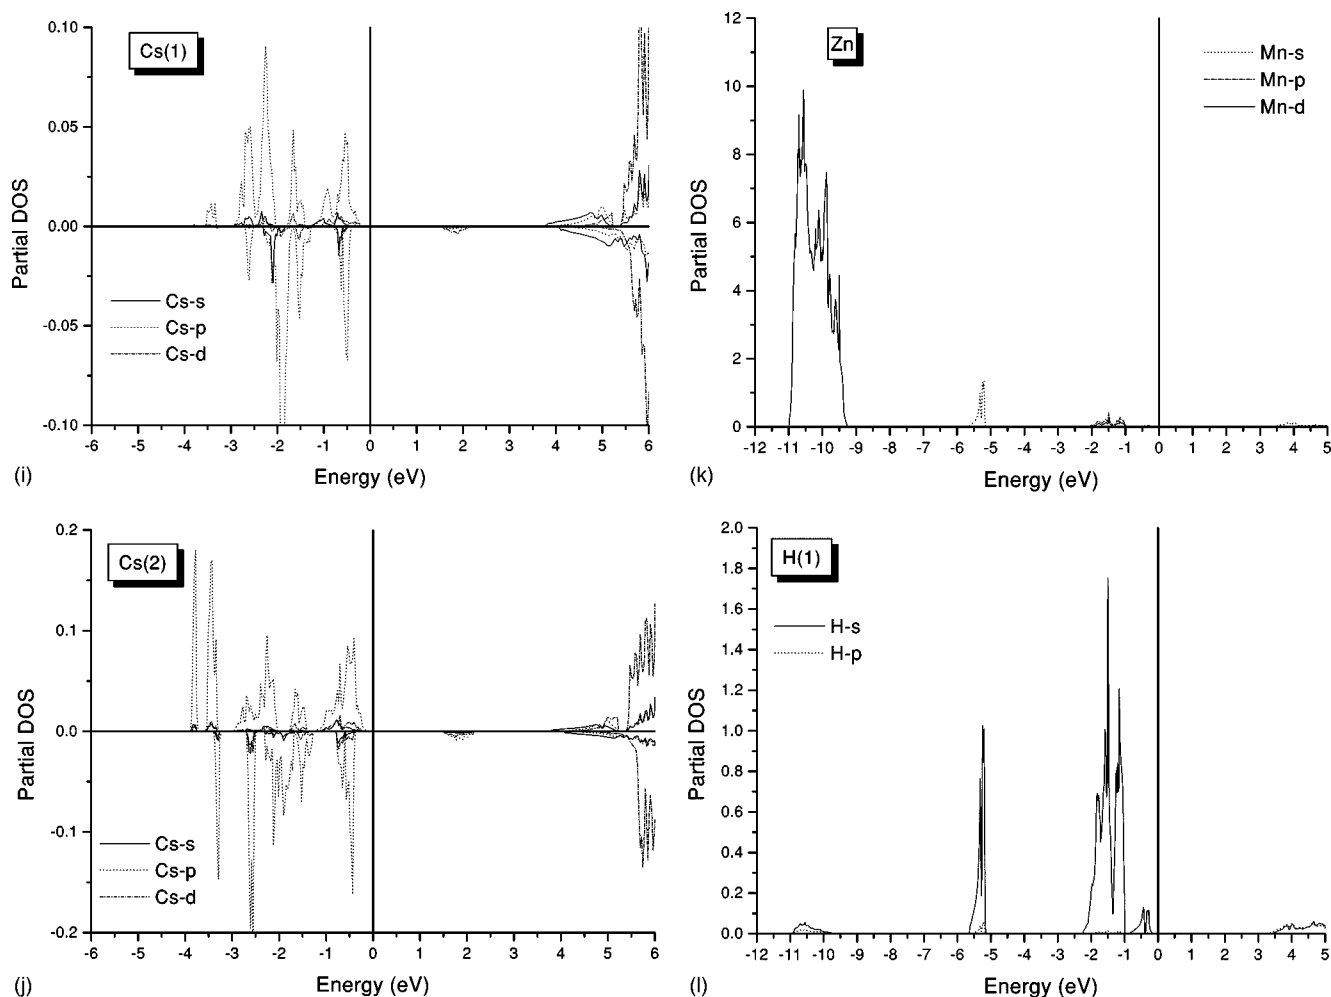 0.10
0.05
0.00
-0.05
-0.10
Partial DOS
Cs(1)
Cs-s
Cs-p
Cs-d
-6 -5 -4 -3 -2 -1 0 1 2 3 4 5 6
Energy (eV)
(i)
12
10
8
6
4
2
0
Partial DOS
Zn
Mn-s
Mn-p
Mn-d
-12 -11 -10 -9 -8 -7 -6 -5 -4 -3 -2 -1 0 1 2 3 4 5
Energy (eV)
(k)
0.2
0.1
0.0
-0.1
-0.2
Partial DOS
Cs(2)
Cs-s
Cs-p
Cs-d
-6 -5 -4 -3 -2 -1 0 1 2 3 4 5 6
Energy (eV)
(j)
2.0
1.8
1.6
1.4
1.2
1.0
0.8
0.6
0.4
0.2
0.0
Partial DOS
H(1)
H-s
H-p
-12 -11 -10 -9 -8 -7 -6 -5 -4 -3 -2 -1 0 1 2 3 4 5
Energy (eV)
(l)